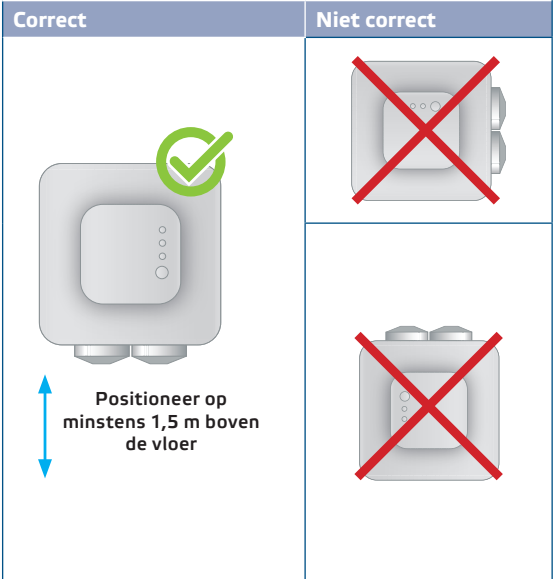 Correct
Niet correct
Positioneer op
minstens 1,5 m boven
de vloer